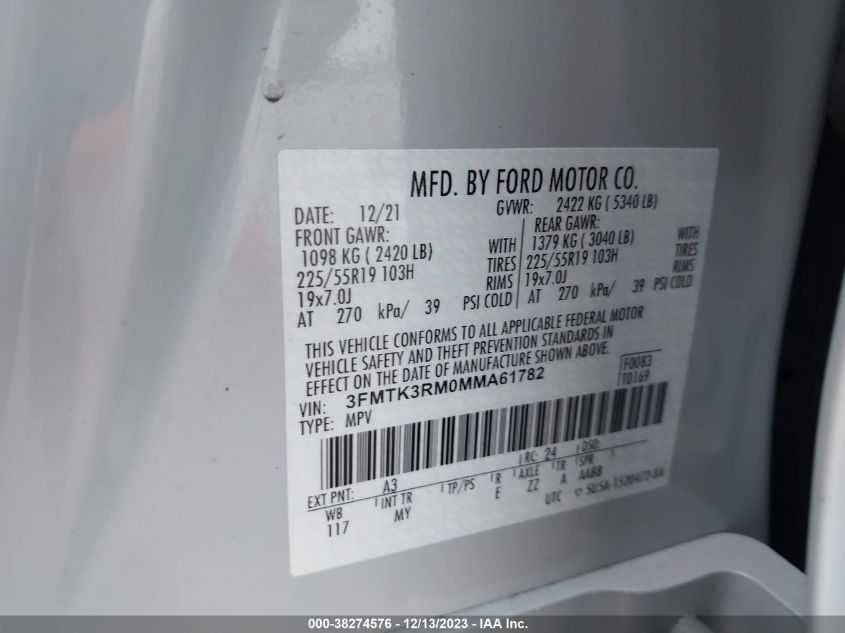 MFD. BY FORD MOTOR CO.
DATE: 12/21 GVWR: 2422 KG ( 5340 LB)
FRONT GAWR: REAR GAWR:
1098 KG ( 2420 LB) WITH 1379 KG ( 3040 LB) WITH
225/55R19 103H TIRES 225/55R19 103H TIRES
19x7.0J RIMS 19x7.0J RIMS
AT 270 kPa/ 39 PSI COLD AT 270 kPa/ 39 PSI COLD
THIS VEHICLE CONFORMS TO ALL APPLICABLE FEDERAL MOTOR
VEHICLE SAFETY AND THEFT PREVENTION STANDARDS IN
EFFECT ON THE DATE OF MANUFACTURE SHOWN ABOVE.
F0083
VIN: 3FMTK3RM0MMA61782 T0169
TYPE: MPV
RC: 24 DSO:
EXT PNT: A3
WB INT TR TP/PS R AXLE TR SPR
117 MY E ZZ A AABB
UTC
000-38274576 - 12/13/2023 - IAA Inc.